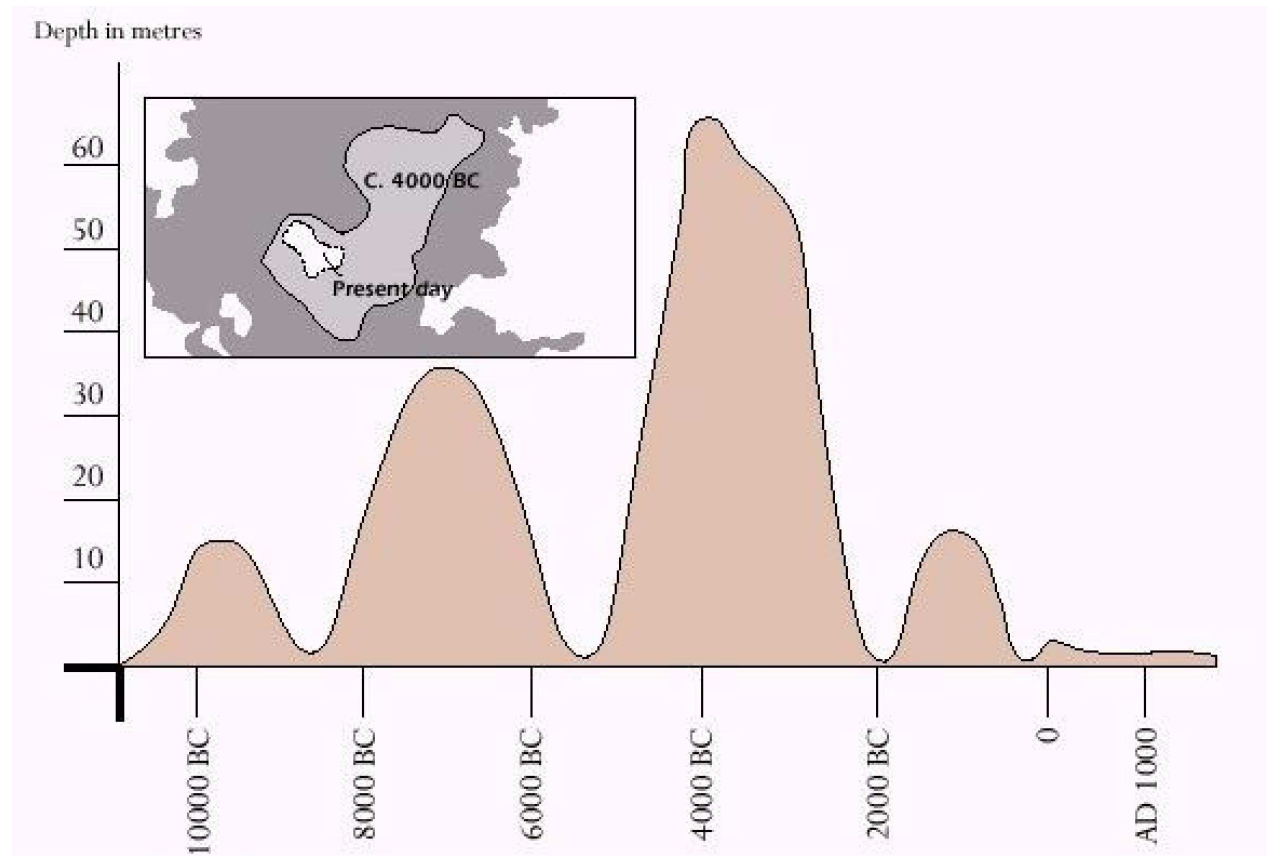 Depth in metres
60
50
40
30
20
10
C. 4000 BC
Present day
10000 BC
8000 BC
6000 BC
4000 BC
2000 BC
0
AD 1000